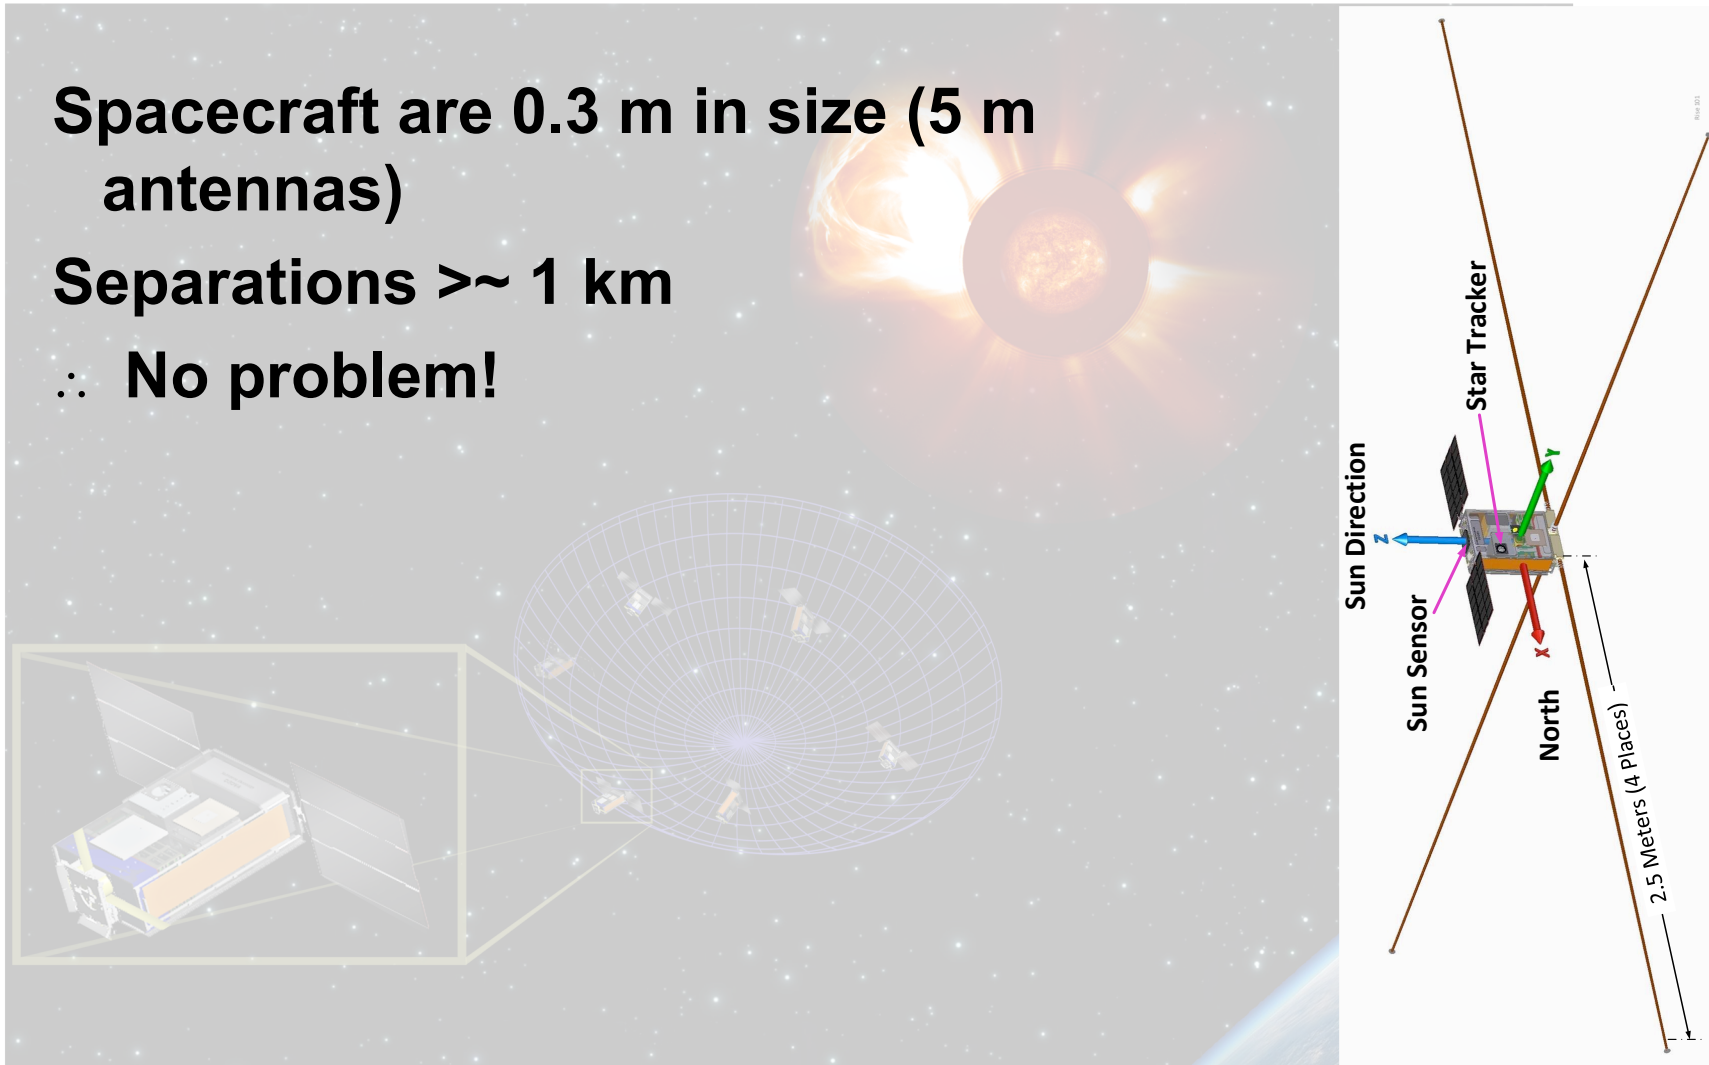 Spacecraft are 0.3 m in size (5 m
antennas)
Separations >~ 1 km
∴ No problem!
Sun Direction
Z
Sun Sensor
Star Tracker
Y
X
North
2.5 Meters (4 Places)